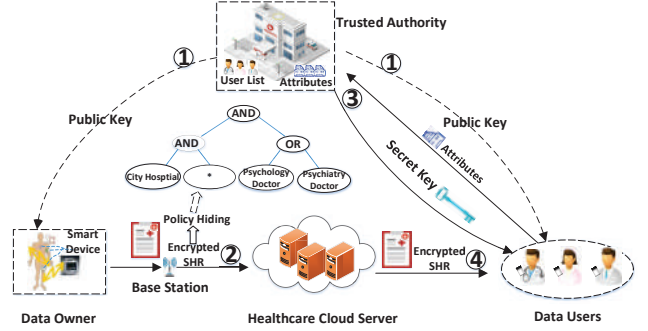 Trusted Authority
①
①
User List
Attributes
③
Public Key
Public Key
AND
AND
OR
Attributes
City Hosptial
*
Psychology
Doctor
Psychiatry
Doctor
Secret Key
Policy Hiding
Smart
Device
Encrypted
SHR
②
Encrypted
SHR
④
Base Station
Data Owner
Healthcare Cloud Server
Data Users